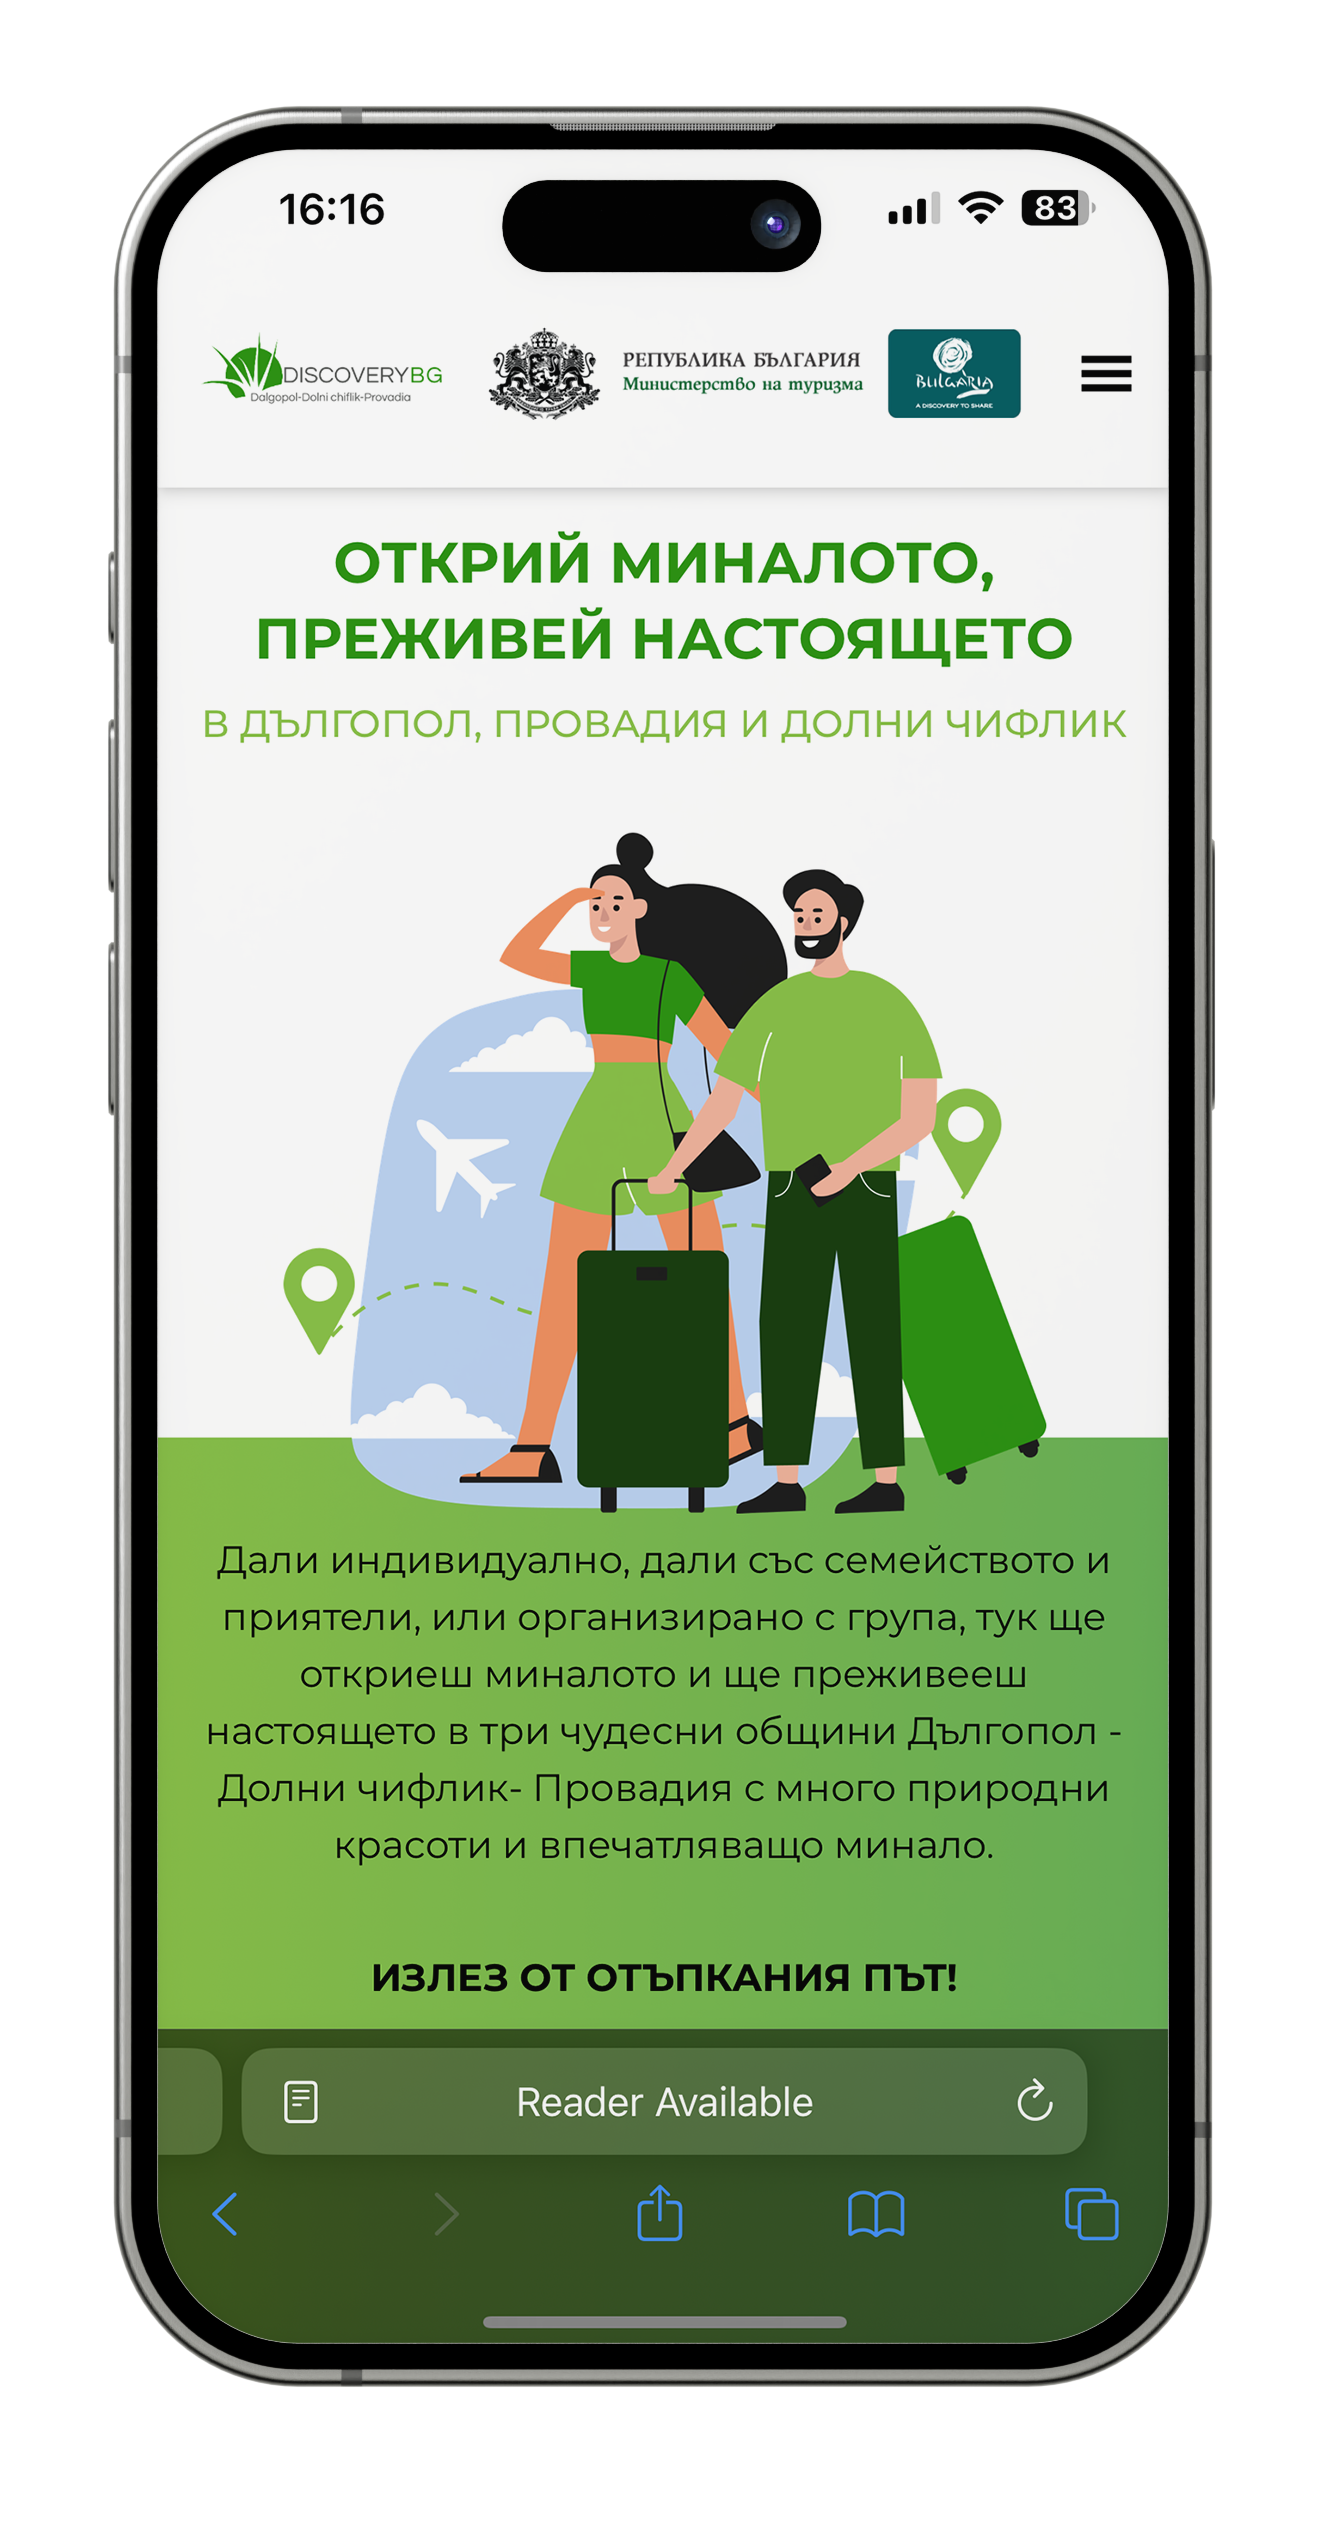 16:16
83
DISCOVERYBG
Dalgopol-Dolni chiflik-Provadia
РЕПУБЛИКА БЪЛГАРИЯ
Министерство на туризма
BULGARIA
A DISCOVERY TO SHARE
ОТКРИЙ МИНАЛОТО,
ПРЕЖИВЕЙ НАСТОЯЩЕТО
В ДЪЛГОПОЛ, ПРОВАДИЯ И ДОЛНИ ЧИФЛИК
Дали индивидуално, дали със семейството и
приятели, или организирано с група, тук ще
откриеш миналото и ще преживееш
настоящето в три чудесни общини Дългопол -
Долни чифлик- Провадия с много природни
красоти и впечатляващо минало.
ИЗЛЕЗ ОТ ОТЪПКАНИЯ ПЪТ!
Reader Available